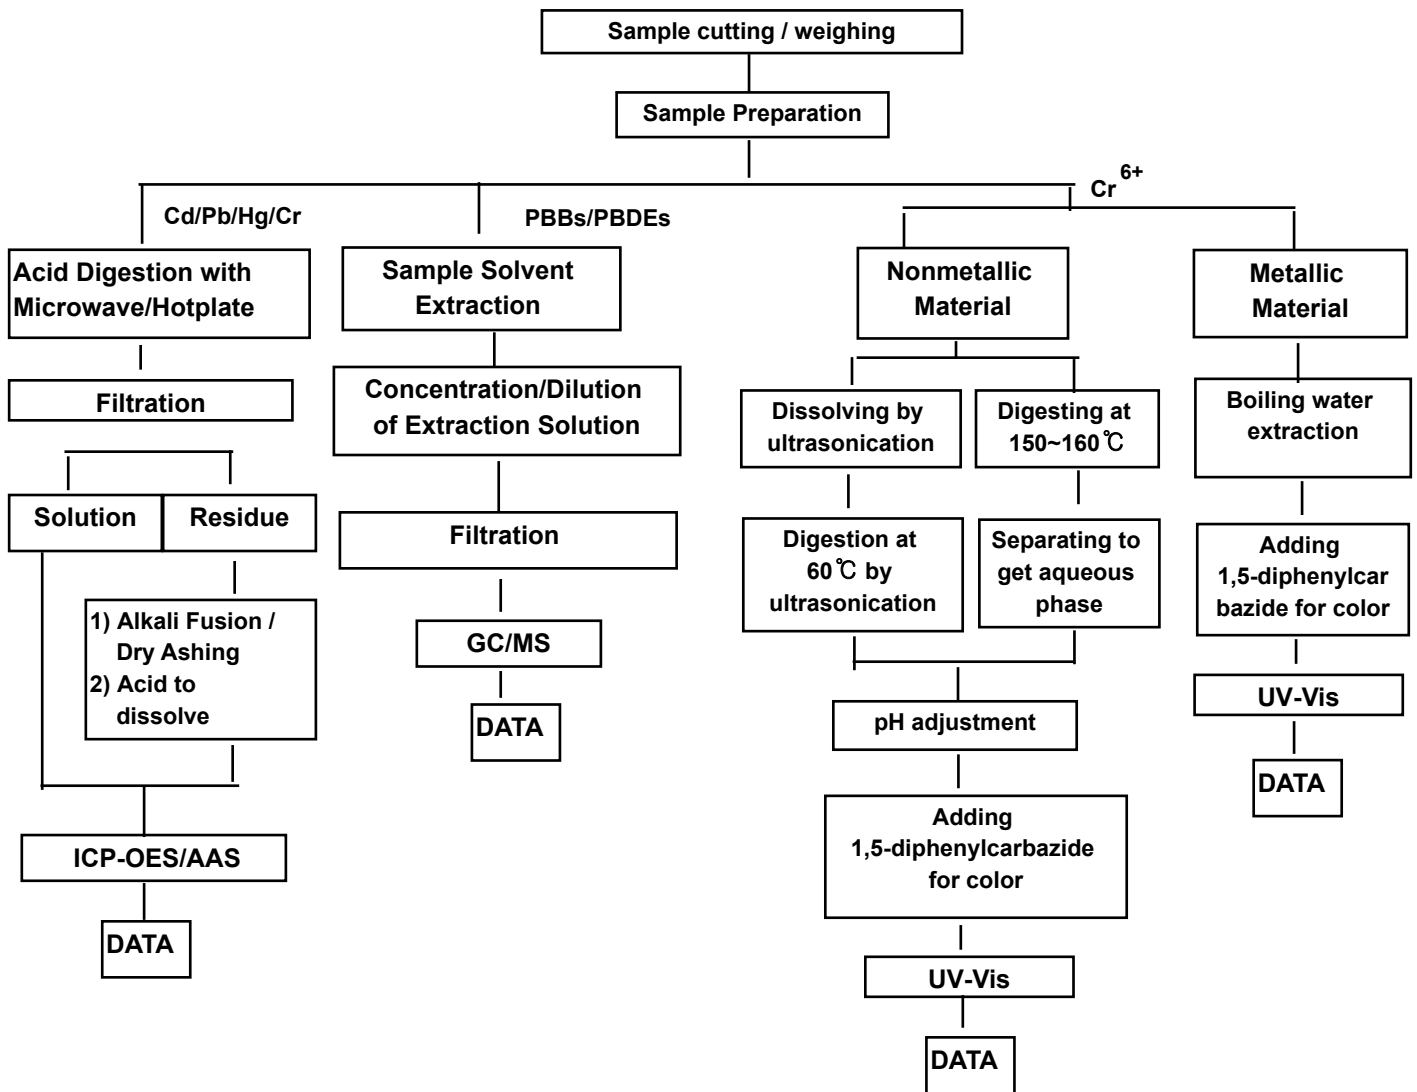 Sample cutting / weighing
Sample Preparation
Cd/Pb/Hg/Cr
PBBs/PBDEs
Cr 6+
Acid Digestion with
Microwave/Hotplate
Filtration
Solution
Residue
1) Alkali Fusion /
Dry Ashing
2) Acid to
dissolve
ICP-OES/AAS
DATA
Sample Solvent
Extraction
Concentration/Dilution
of Extraction Solution
Filtration
GC/MS
DATA
Nonmetallic
Material
Dissolving by
ultrasonication
Digestion at
60℃ by
ultrasonication
Digesting at
150~160℃
Separating to
get aqueous
phase
pH adjustment
Adding
1,5-diphenylcarbazide
for color
UV-Vis
DATA
Metallic
Material
Boiling water
extraction
Adding
1,5-diphenylcar
bazide for color
UV-Vis
DATA